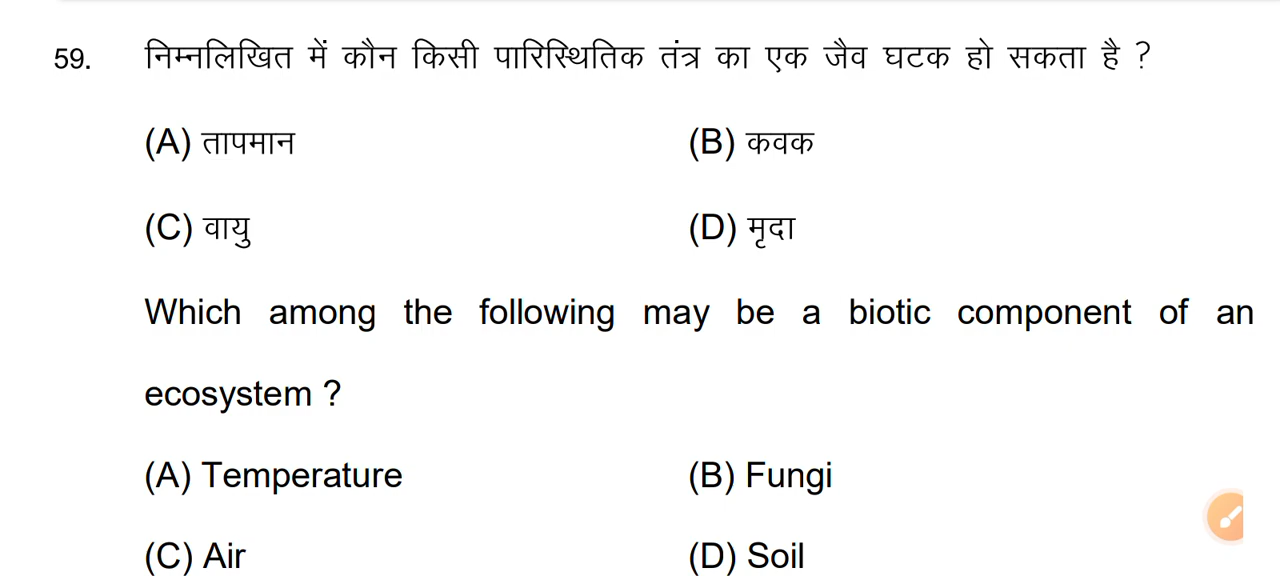 59. निम्नलिखित में कौन किसी पारिस्थितिक तंत्र का एक जैव घटक हो सकता है ?
(A) तापमान (B) कवक
(C) वायु (D) मृदा
Which among the following may be a biotic component of an
ecosystem ?
(A) Temperature (B) Fungi
(C) Air (D) Soil